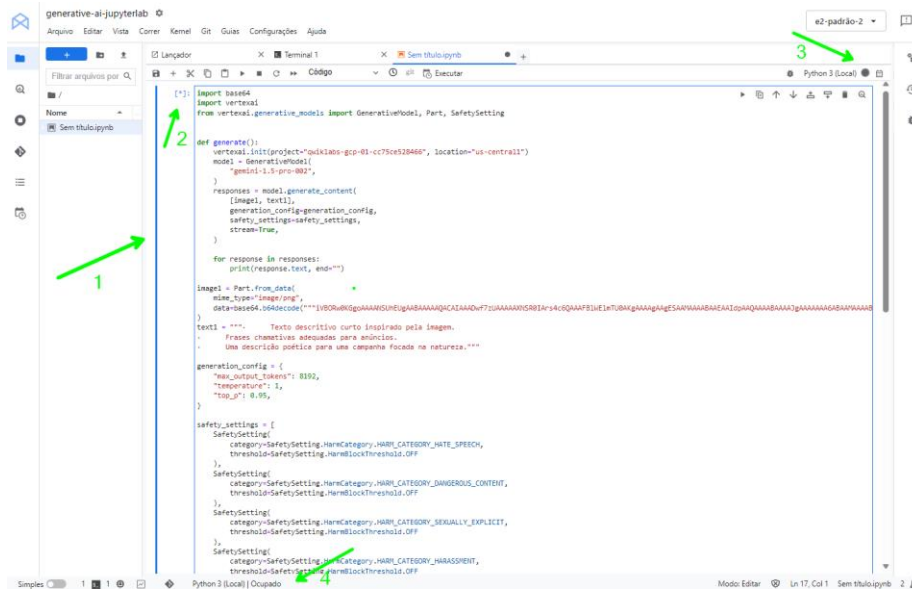 generative-ai-jupyterlab
Arquivo Editar Vista Correr Kernel Git Guias Configurações Ajuda
e2-padrão-2
Lançador
Terminal 1
Sem título.ipynb
3
Filtrar arquivos por
Código
Executar
Python 3 (Local)
/
Nome
Sem título.ipynb
[*]:
2
1
import base64
import vertexai
from vertexai.generative_models import GenerativeModel, Part, SafetySetting
def generate():
vertexai.init(project="qwiklabs-gcp-01-cc75ce528466", location="us-central1")
model = GenerativeModel(
"gemini-1.5-pro-002",
)
responses = model.generate_content(
[image1, text1],
generation_config=generation_config,
safety_settings=safety_settings,
stream=True,
)
for response in responses:
print(response.text, end="")
image1 = Part.from_data(
mime_type="image/png",
data=base64.b64decode("""
)
text1 = """- Texto descritivo curto inspirado pela imagem.
- Frases chamativas adequadas para anúncios.
- Uma descrição poética para uma campanha focada na natureza."""
generation_config = {
"max_output_tokens": 8192,
"temperature": 1,
"top_p": 0.95,
}
safety_settings = [
SafetySetting(
category=SafetySetting.HarmCategory.HARM_CATEGORY_HATE_SPEECH,
threshold=SafetySetting.HarmBlockThreshold.OFF
),
SafetySetting(
category=SafetySetting.HarmCategory.HARM_CATEGORY_DANGEROUS_CONTENT,
threshold=SafetySetting.HarmBlockThreshold.OFF
),
SafetySetting(
category=SafetySetting.HarmCategory.HARM_CATEGORY_SEXUALLY_EXPLICIT,
threshold=SafetySetting.HarmBlockThreshold.OFF
),
SafetySetting(
category=SafetySetting.HarmCategory.HARM_CATEGORY_HARASSMENT,
threshold=SafetySetting.HarmBlockThreshold.OFF
4
Simples 1 1 Python 3 (Local) | Ocupado Modo: Editar Ln 17, Col 1 Sem título.ipynb 2